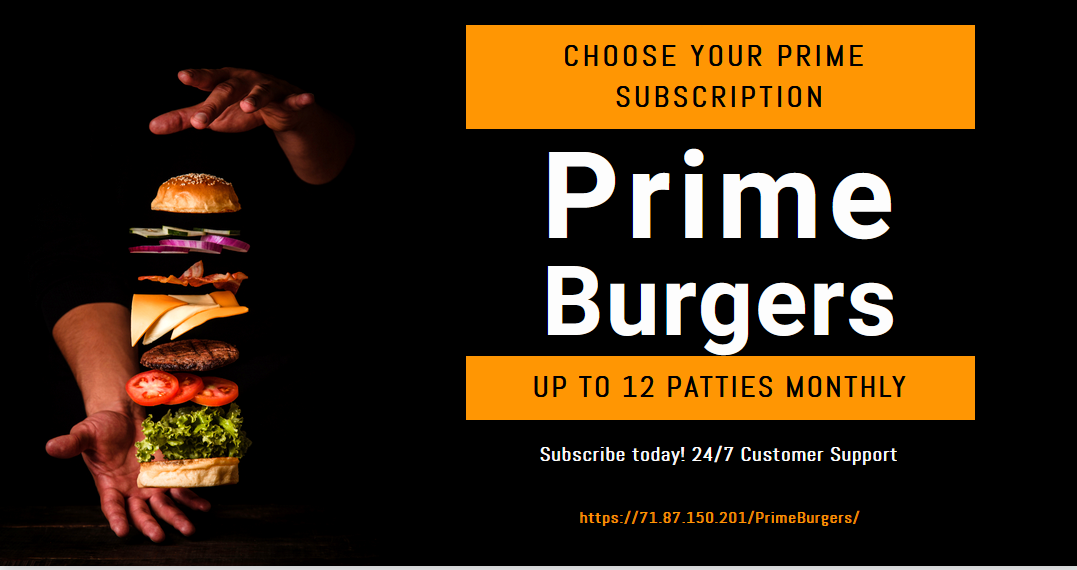 CHOOSE YOUR PRIME
SUBSCRIPTION
Prime
Burgers
UP TO 12 PATTIES MONTHLY
Subscribe today! 24/7 Customer Support
https://71.87.150.201/PrimeBurgers/